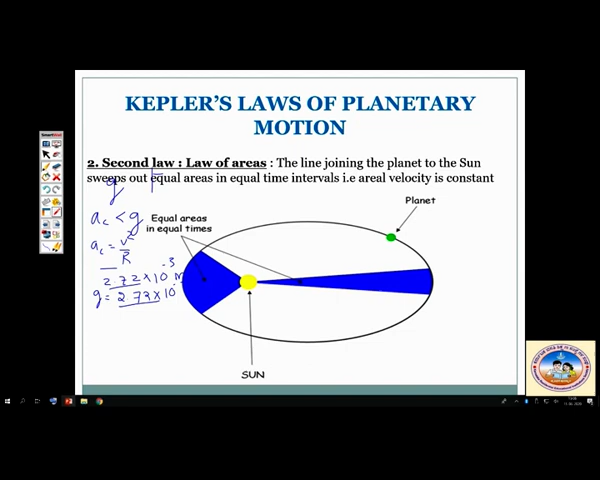 KEPLER'S LAWS OF PLANETARY
MOTION
2. Second law : Law of areas : The line joining the planet to the Sun
sweeps out equal areas in equal time intervals i.e areal velocity is constant
g
Planet
a_c < g
Equal areas
in equal times
a_c = v²/R
2.72 × 10⁻³ m
g = 2.73 × 10⁻
SUN